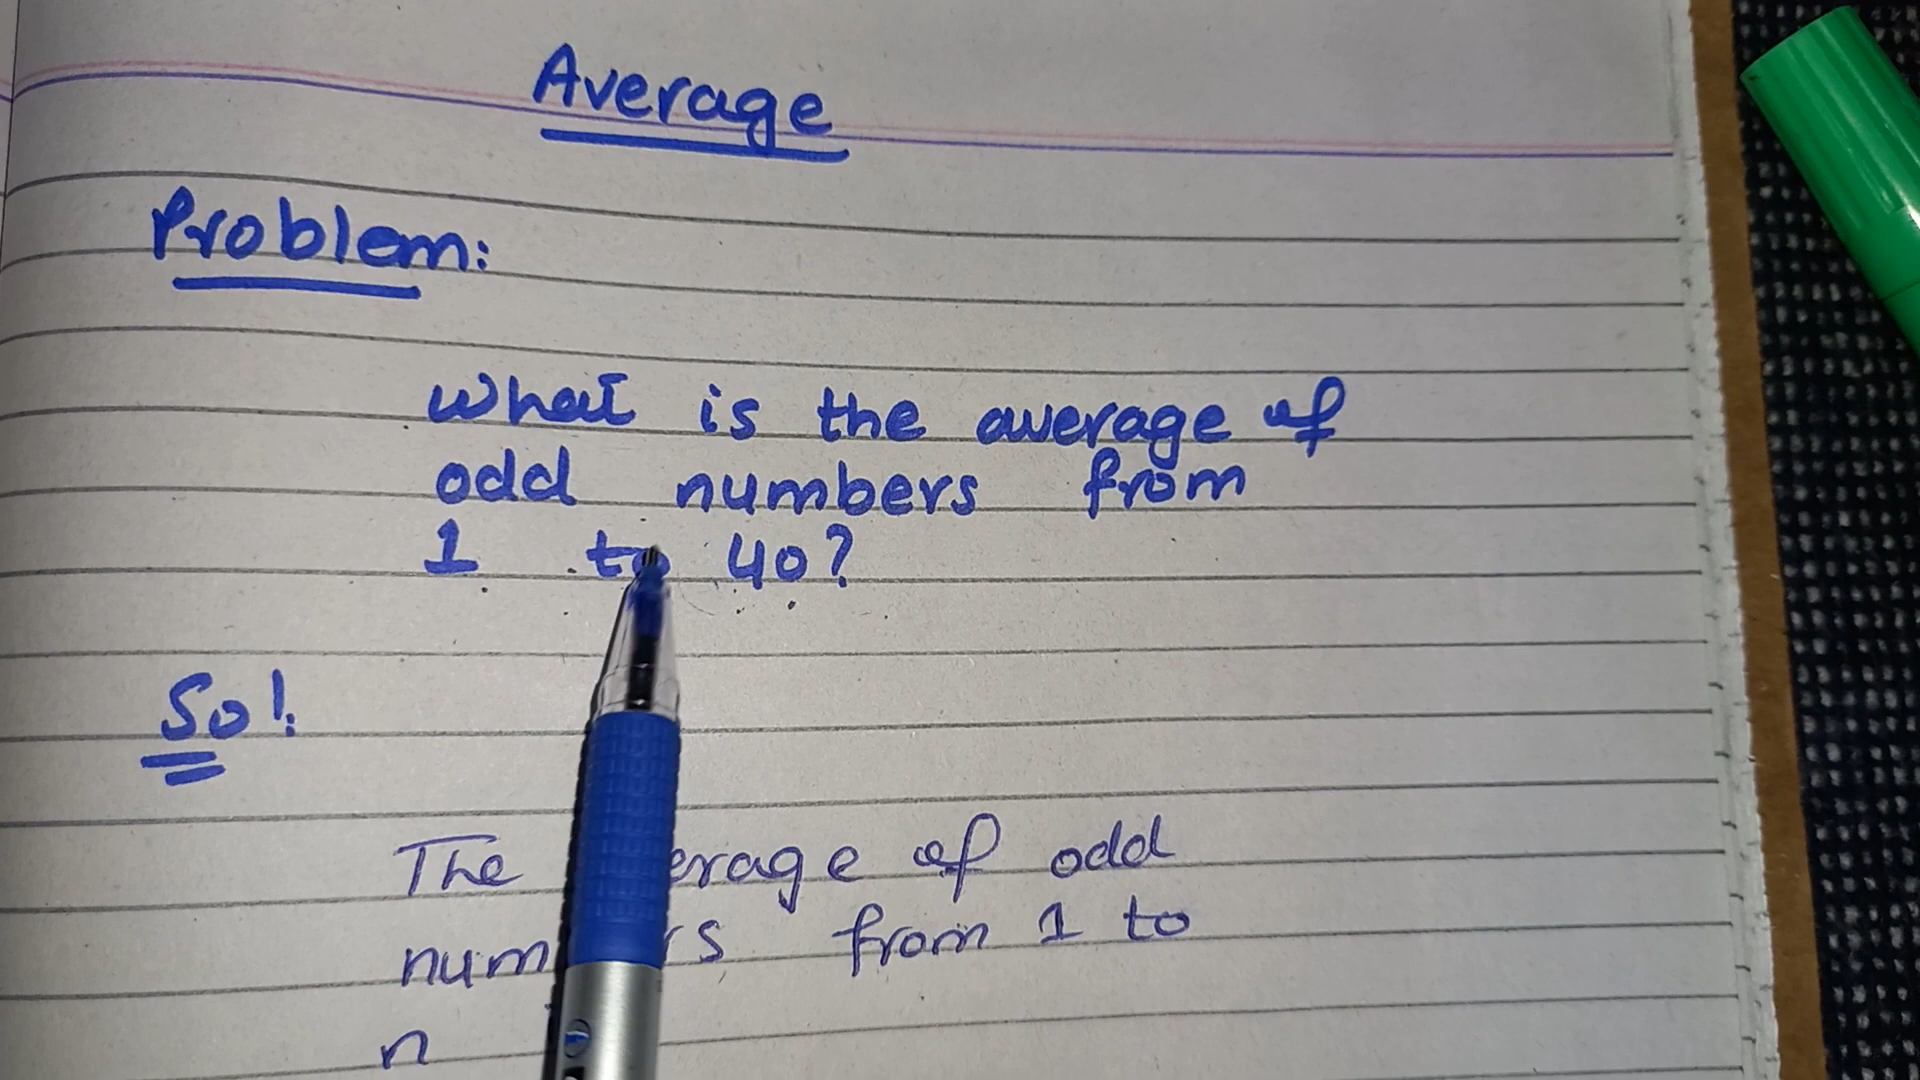 Average
Problem:
What is the average of
odd numbers from
1 to 40?
Sol:
The erage of odd
num rs from 1 to
n